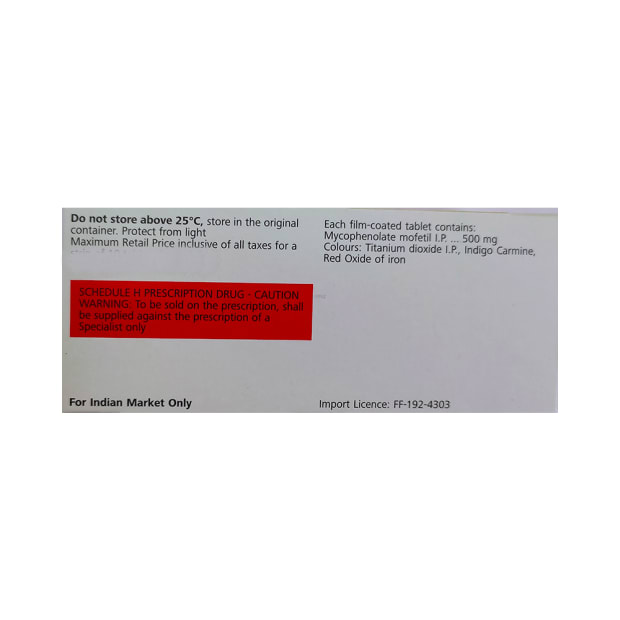 Do not store above 25°C, store in the original
container. Protect from light
Maximum Retail Price inclusive of all taxes for a
SCHEDULE H PRESCRIPTION DRUG - CAUTION
WARNING: To be sold on the prescription, shall
be supplied against the prescription of a
Specialist only
For Indian Market Only
Each film-coated tablet contains:
Mycophenolate mofetil I.P. ... 500 mg
Colours: Titanium dioxide I.P., Indigo Carmine,
Red Oxide of iron
Import Licence: FF-192-4303